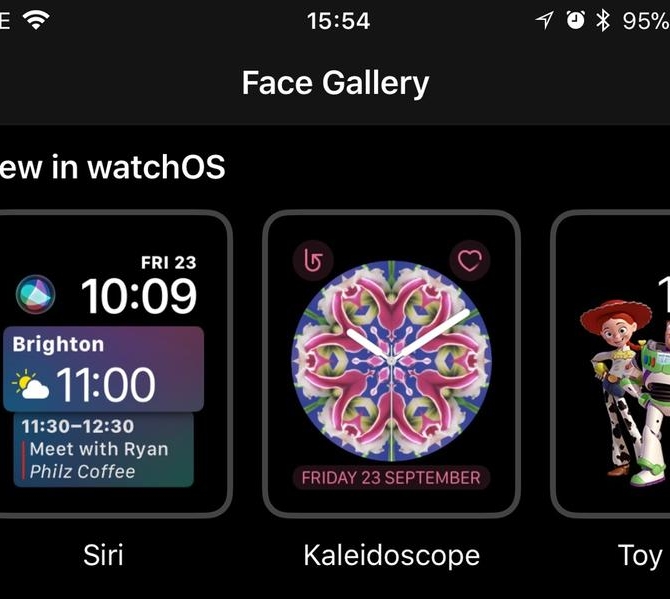 E 15:54 95%
Face Gallery
ew in watchOS
FRI 23
10:09
Brighton
11:00
11:30–12:30
Meet with Ryan
Philz Coffee
FRIDAY 23 SEPTEMBER
1
Siri
Kaleidoscope
Toy